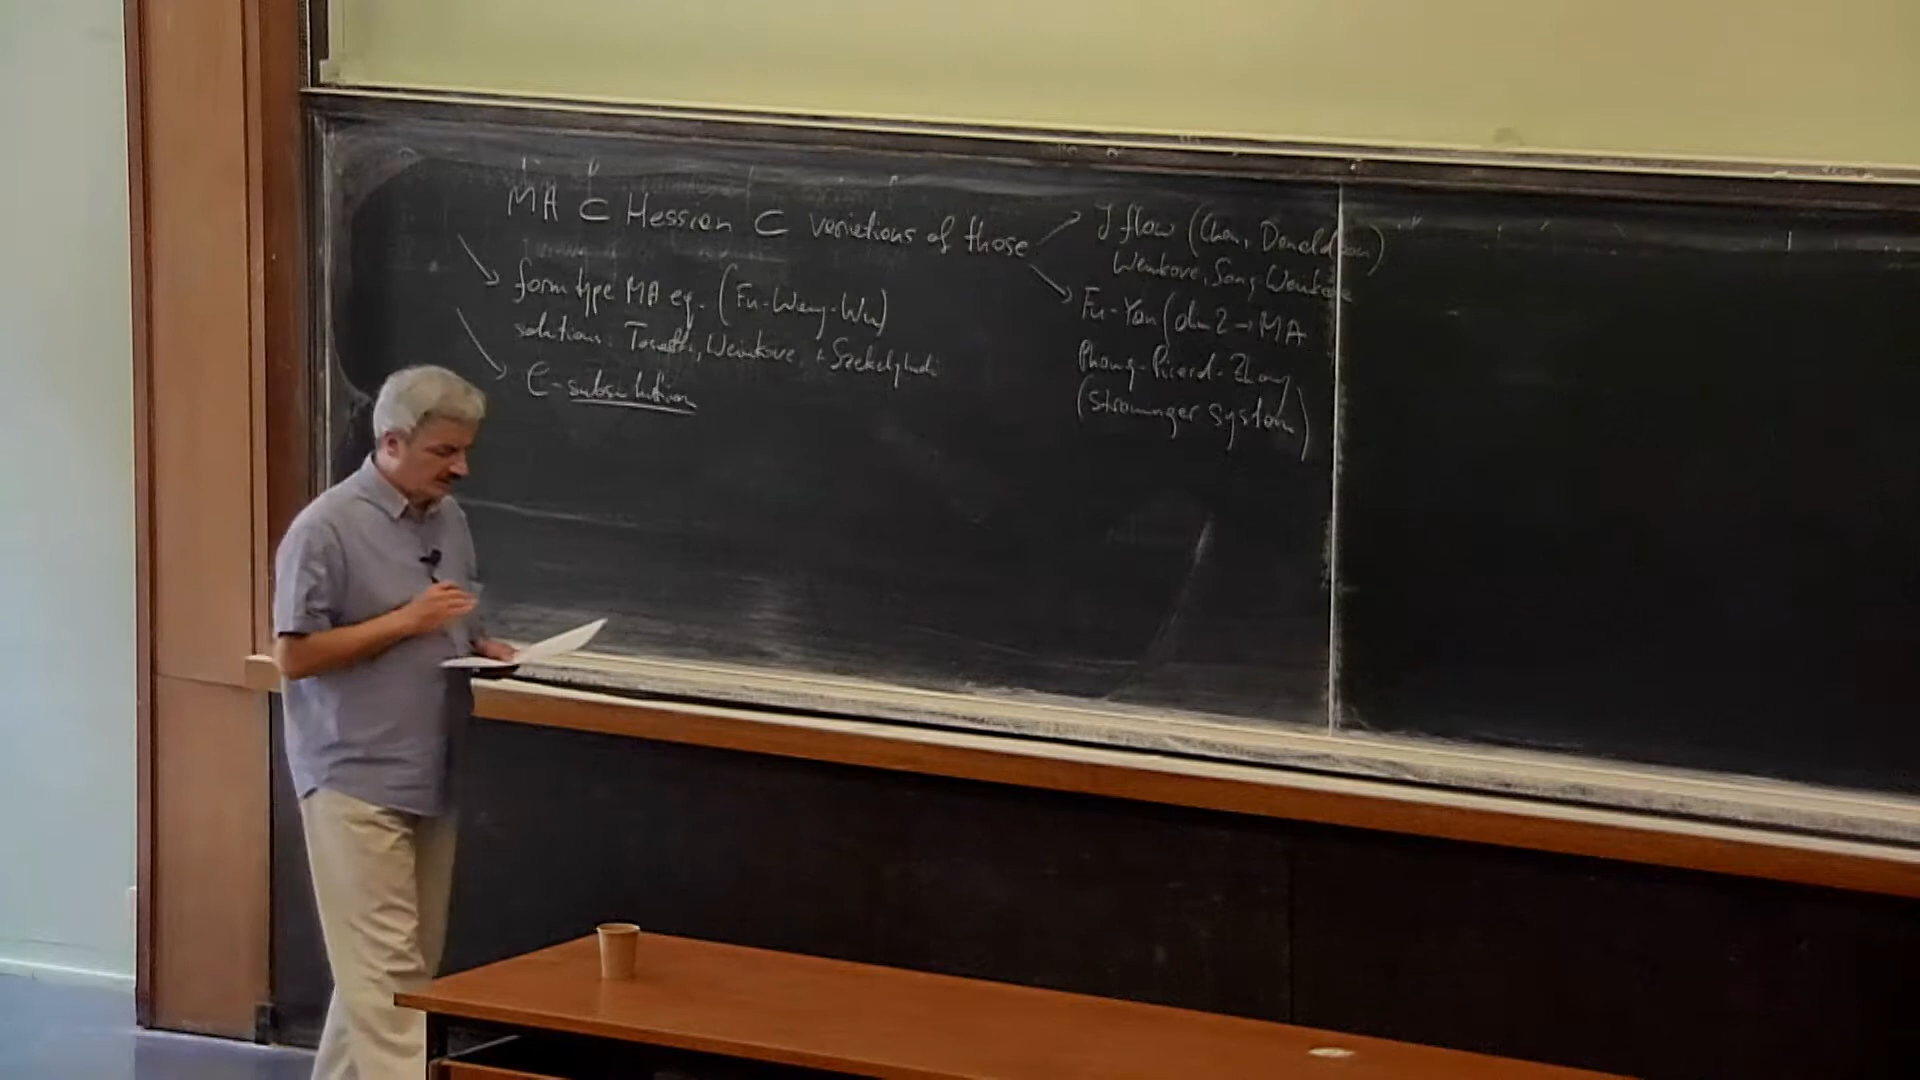 MA ⊂ Hessian ⊂ variations of those
form type MA eq. (Fu-Wang-Wu)
solutions: Tosatti, Weinkove, + Szekelyhidi
C-subsolution
J flow (Chen, Donaldson)
Weinkove, Song Weinkove
Fu-Yau (dim 2 → MA
Phong-Picard-Zhang
(Strominger system)